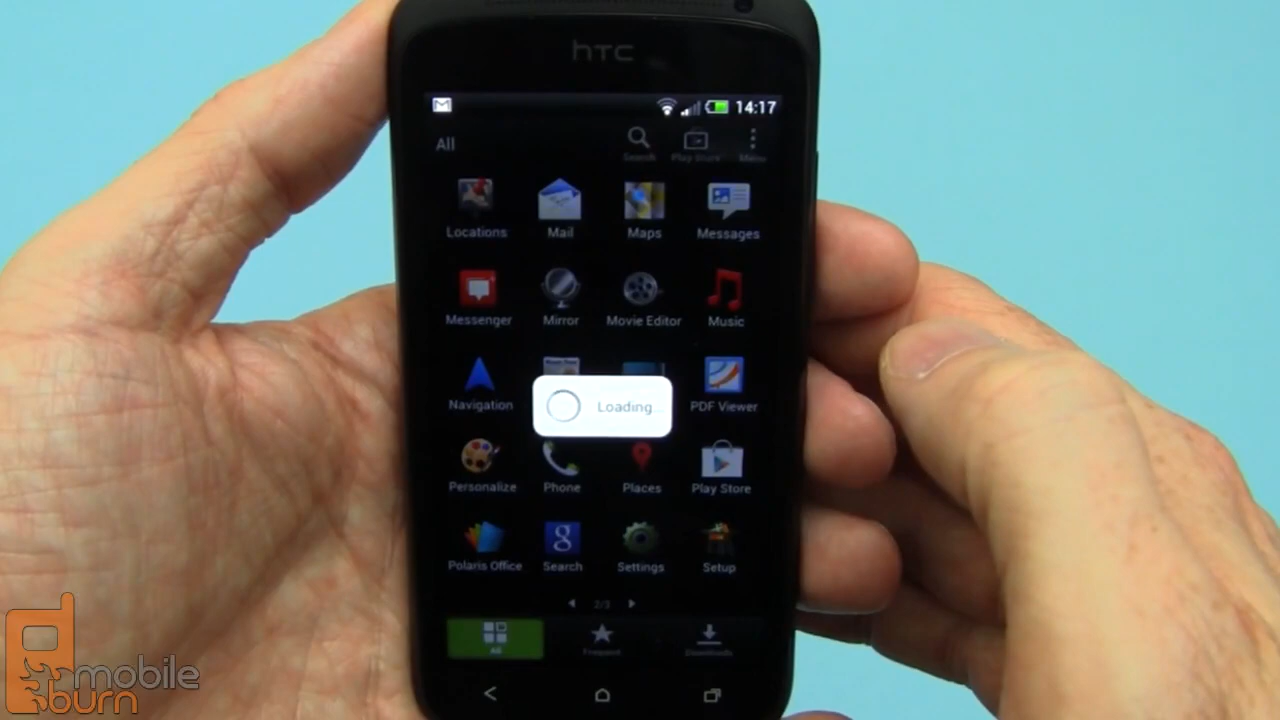 hTC
14:17
All
Search Play Store Menu
Locations Mail Maps Messages
Messenger Mirror Movie Editor Music
Navigation PDF Viewer
Loading...
Personalize Phone Places Play Store
Polaris Office Search Settings Setup
2/3
All Frequent Downloads
mobile
burn